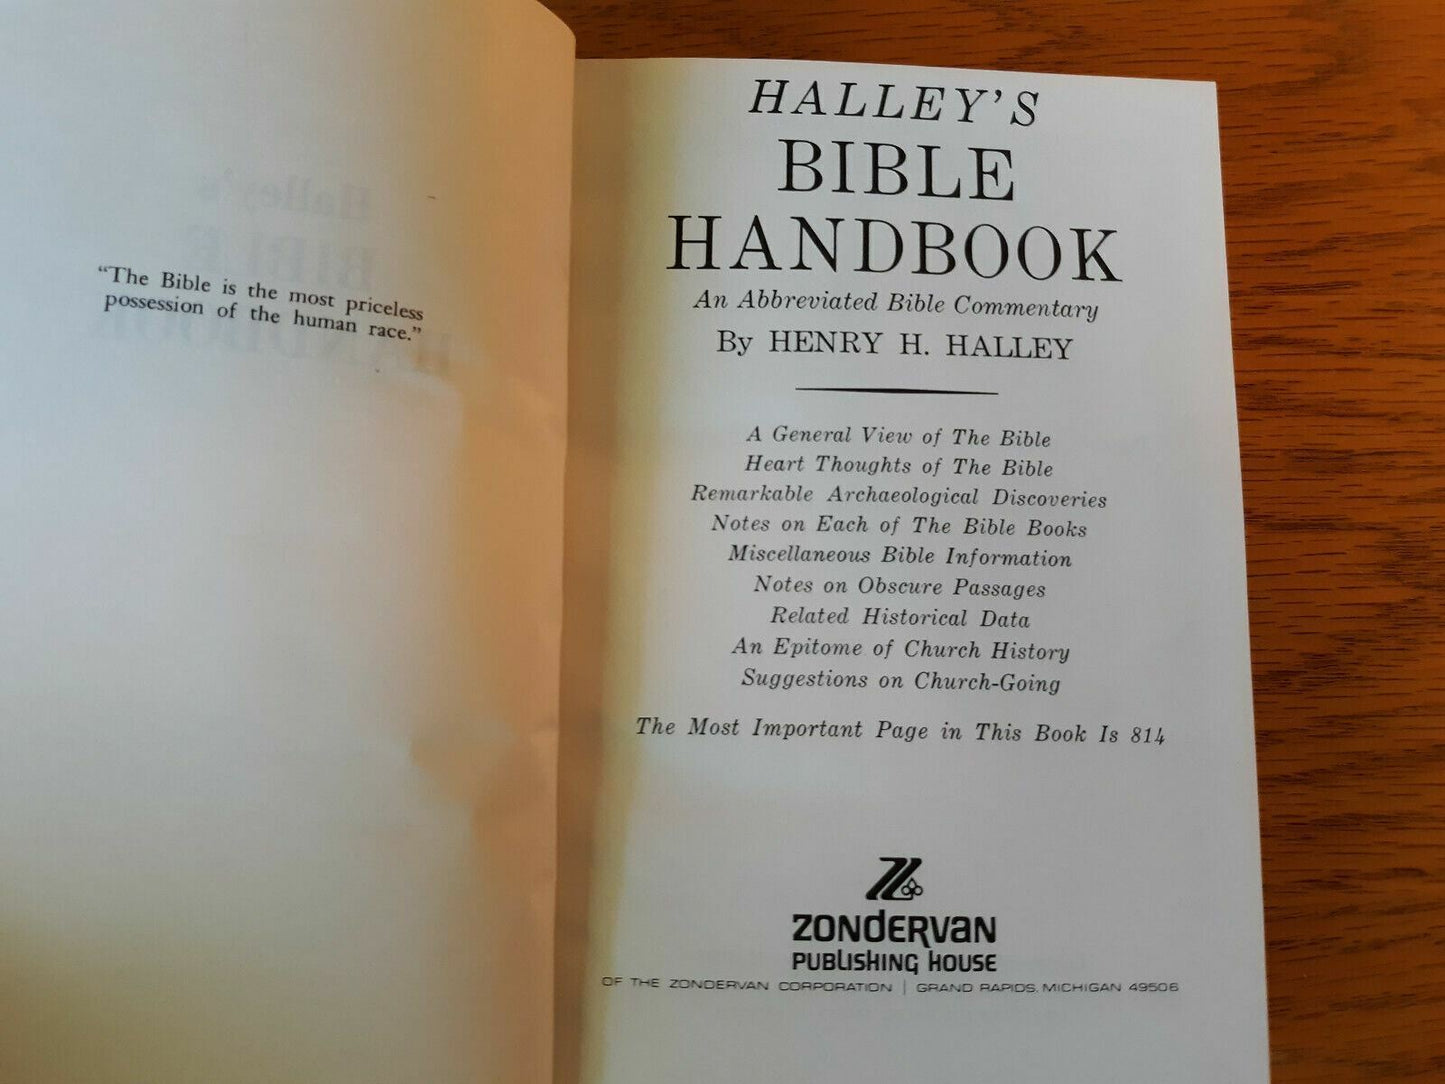 "The Bible is the most priceless
possession of the human race."
Halley's
BIBLE
HANDBOOK
HALLEY'S
BIBLE
HANDBOOK
An Abbreviated Bible Commentary
By HENRY H. HALLEY
A General View of The Bible
Heart Thoughts of The Bible
Remarkable Archaeological Discoveries
Notes on Each of The Bible Books
Miscellaneous Bible Information
Notes on Obscure Passages
Related Historical Data
An Epitome of Church History
Suggestions on Church-Going
The Most Important Page in This Book Is 814
ZONDERVAN
PUBLISHING HOUSE
OF THE ZONDERVAN CORPORATION | GRAND RAPIDS, MICHIGAN 49506